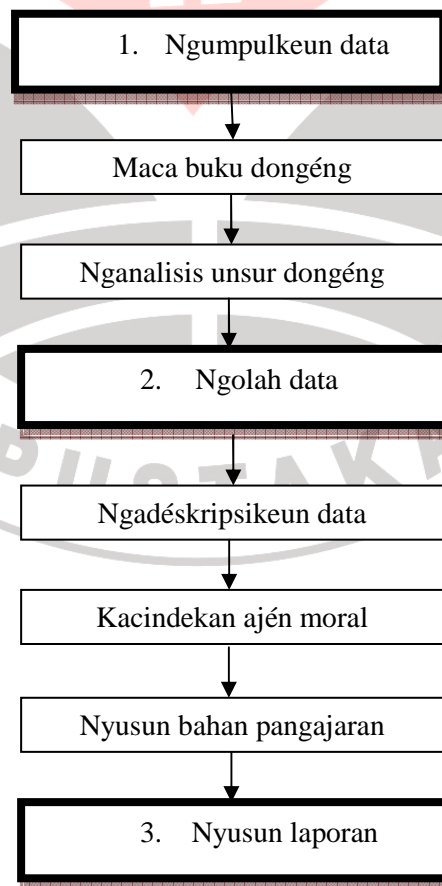 1. Ngumpulkeun data
Maca buku dongéng
Nganalisis unsur dongéng
2. Ngolah data
PUSTAKA
Ngadéskripsikeun data
Kacindekan ajén moral
Nyusun bahan pangajaran
3. Nyusun laporan